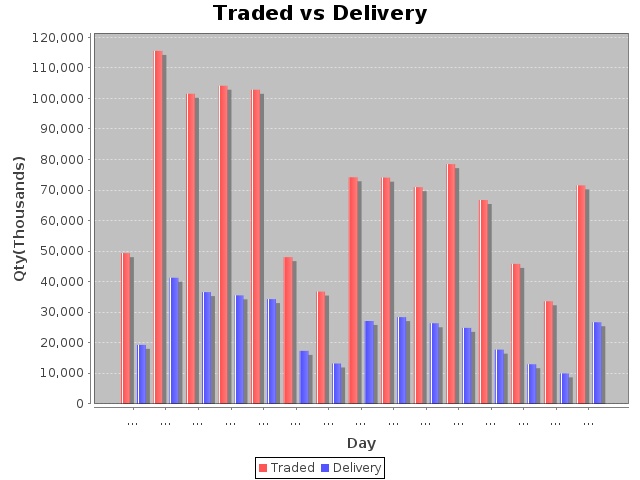 Traded vs Delivery
Qty(Thousands)
120,000
110,000
100,000
90,000
80,000
70,000
60,000
50,000
40,000
30,000
20,000
10,000
0
... ... ... ... ... ... ... ... ... ... ... ... ... ... ...
Day
Traded Delivery